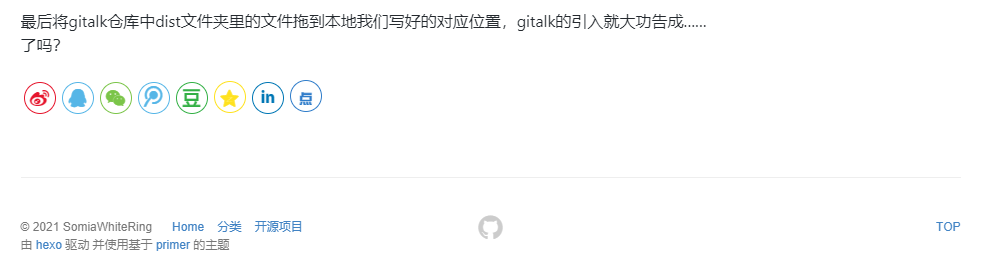 最后将gitalk仓库中dist文件夹里的文件拖到本地我们写好的对应位置，gitalk的引入就大功告成......
了吗？
豆 in 点
© 2021 SomiaWhiteRing Home 分类 开源项目 TOP
由 hexo 驱动 并使用基于 primer 的主题